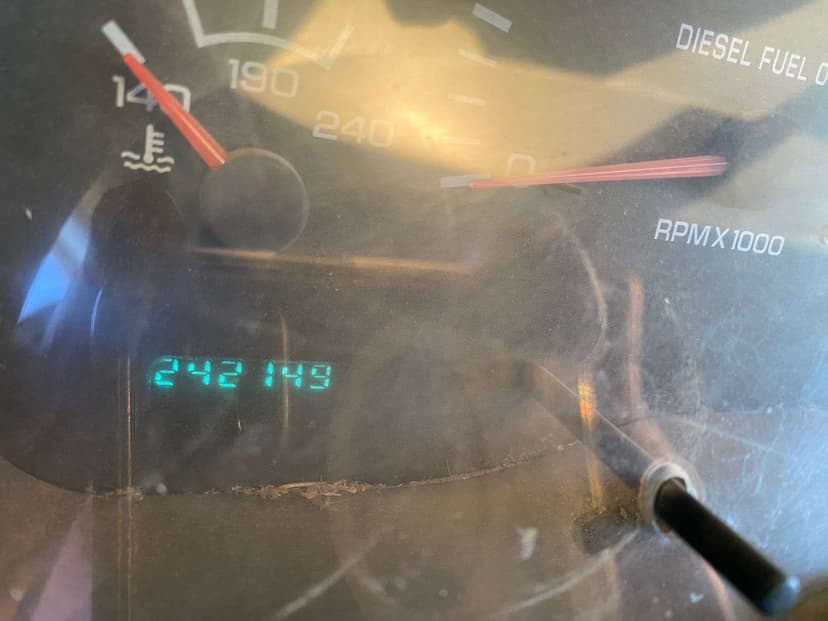 DIESEL FUEL O
140
190
240
0
RPM X 1000
242149